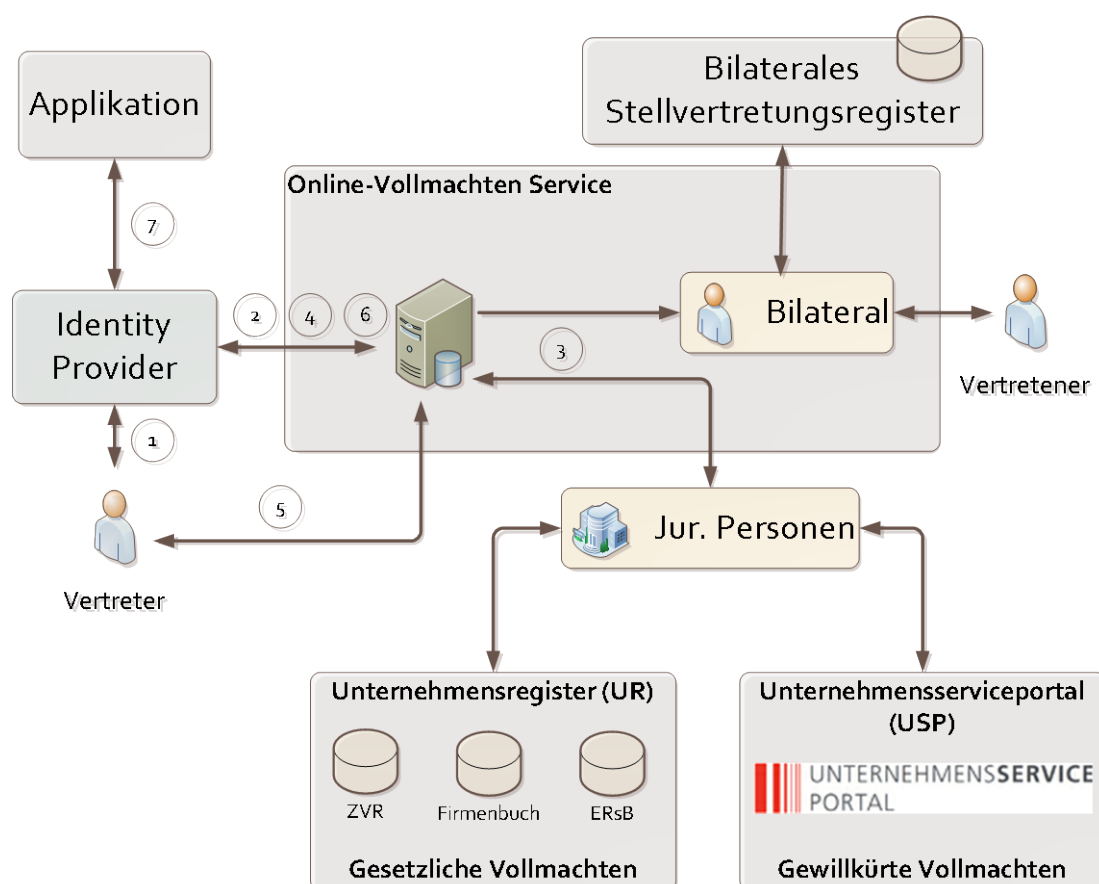 Applikation
Bilaterales
Stellvertretungsregister
Online-Vollmachten Service
7
Identity
Provider
2 4 6
3
Bilateral
Vertretener
1
5
Vertreter
Jur. Personen
Unternehmensregister (UR)
ZVR
Firmenbuch
ERsB
Gesetzliche Vollmachten
Unternehmensserviceportal
(USP)
UNTERNEHMENSSERVICE
PORTAL
Gewillkürte Vollmachten